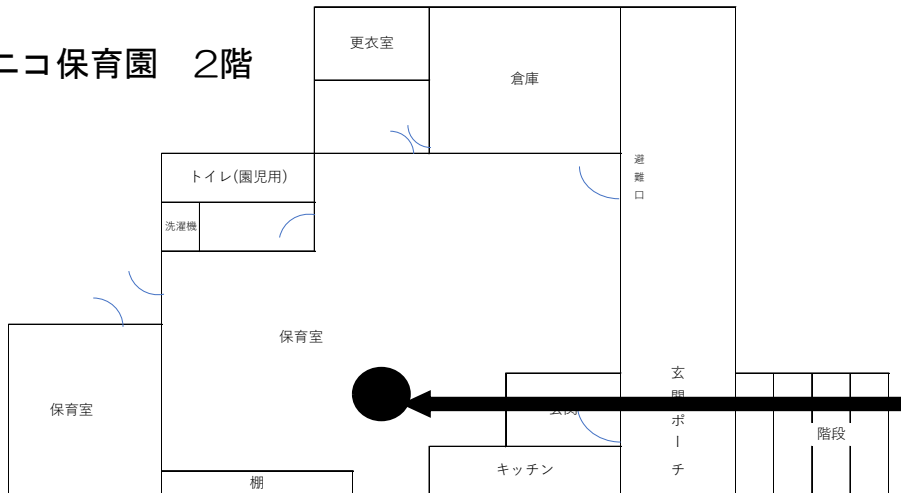 ニコ保育園　2階
更衣室
倉庫
避難口
トイレ(園児用)
洗濯機
保育室
保育室
玄関ポーチ
玄関
階段
キッチン
棚